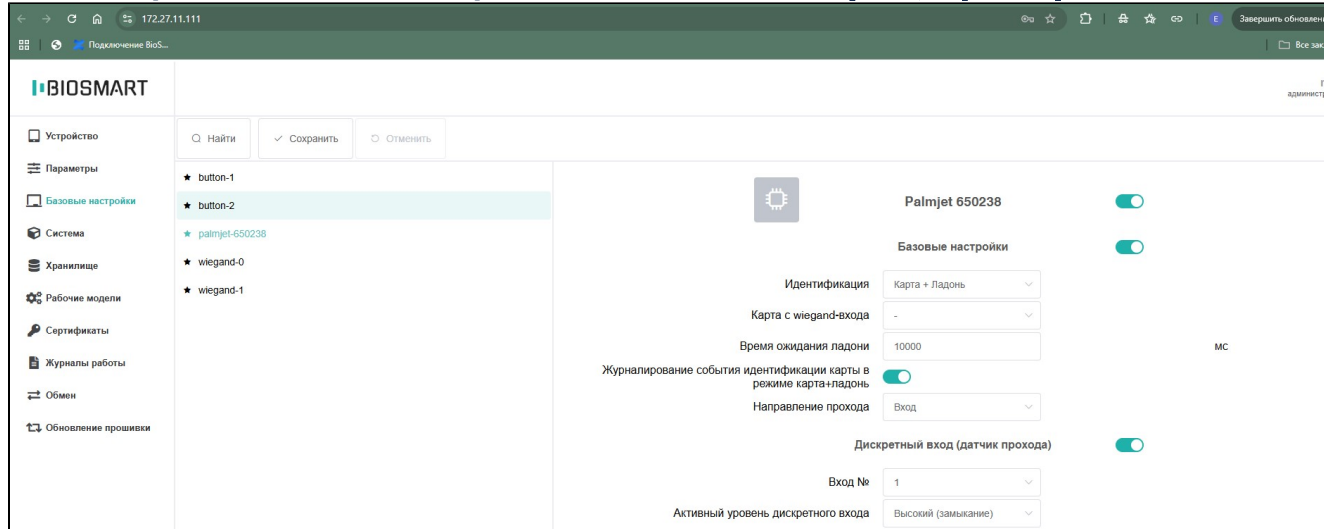 172.27.11.111
E
Завершить обновлен
Подключение BioS...
Все зак
BIOSMART
администр
Устройство
Найти
Сохранить
Отменить
Параметры
Базовые настройки
Система
Хранилище
Рабочие модели
Сертификаты
Журналы работы
Обмен
Обновление прошивки
button-1
button-2
palmjet-650238
wiegand-0
wiegand-1
Palmjet 650238
Базовые настройки
Идентификация Карта + Ладонь
Карта с wiegand-входа -
Время ожидания ладони 10000 мс
Журналирование события идентификации карты в
режиме карта+ладонь
Направление прохода Вход
Дискретный вход (датчик прохода)
Вход № 1
Активный уровень дискретного входа Высокий (замыкание)